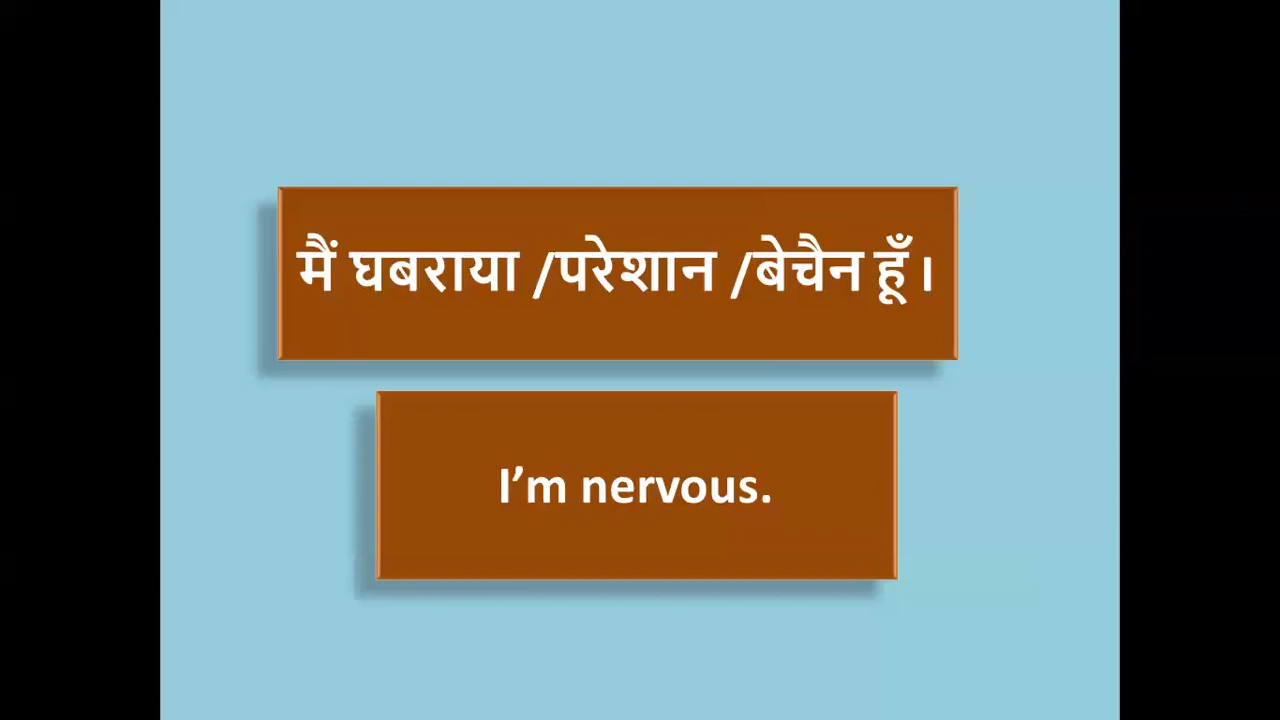 मैं घबराया /परेशान /बेचैन हूँ।
I’m nervous.